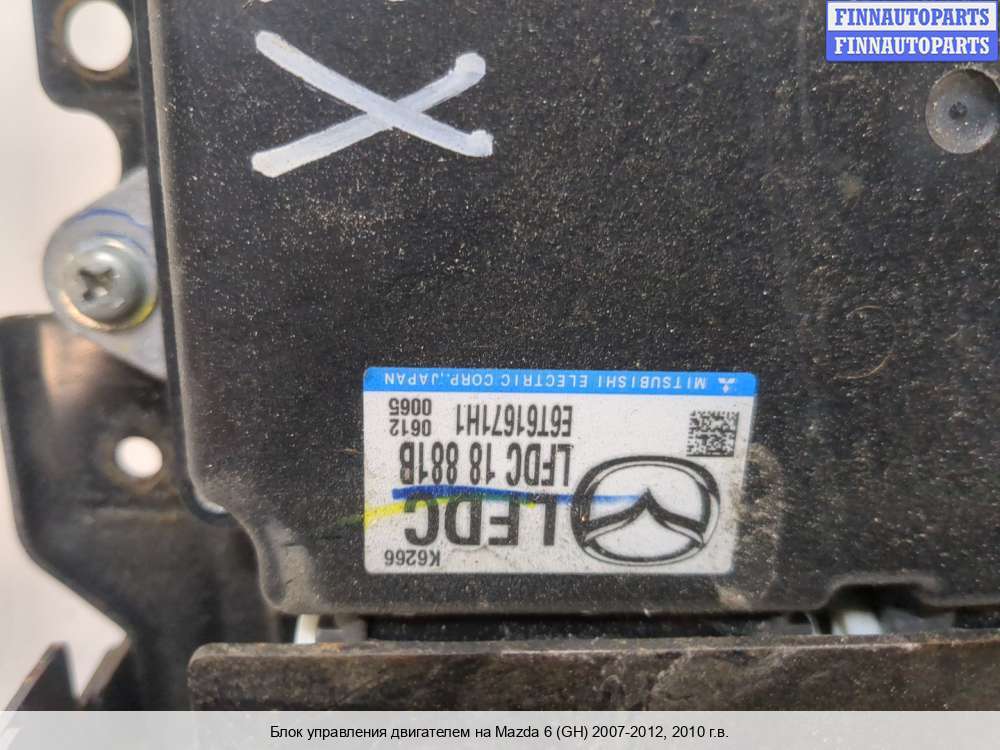 FINNAUTOPARTS
FINNAUTOPARTS
X
K6266
LFDC
LFDC 18 881B
E6T61671H1
0612
0065
MITSUBISHI ELECTRIC CORP., JAPAN
Блок управления двигателем на Mazda 6 (GH) 2007-2012, 2010 г.в.